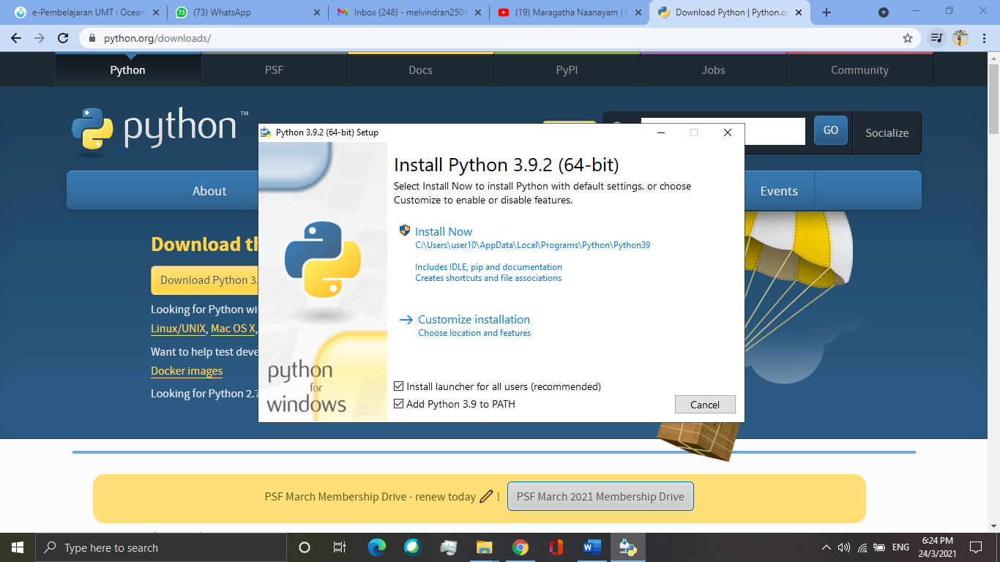 e-Pembelajaran UMT : Ocean
(73) WhatsApp
Inbox (248) - melvindran2504
(19) Maragatha Naanayam |
Download Python | Python.or
python.org/downloads/
Python
PSF
Docs
PyPI
Jobs
Community
python™
GO
Socialize
About
Events
Download th
Download Python 3.
Looking for Python wi
Linux/UNIX, Mac OS X,
Want to help test deve
Docker images
Looking for Python 2.7
Python 3.9.2 (64-bit) Setup
Install Python 3.9.2 (64-bit)
Select Install Now to install Python with default settings, or choose
Customize to enable or disable features.
Install Now
C:\Users\user10\AppData\Local\Programs\Python\Python39
Includes IDLE, pip and documentation
Creates shortcuts and file associations
Customize installation
Choose location and features
Install launcher for all users (recommended)
Add Python 3.9 to PATH
Cancel
python
for
windows
PSF March Membership Drive - renew today ! PSF March 2021 Membership Drive
Type here to search
ENG
6:24 PM
24/3/2021